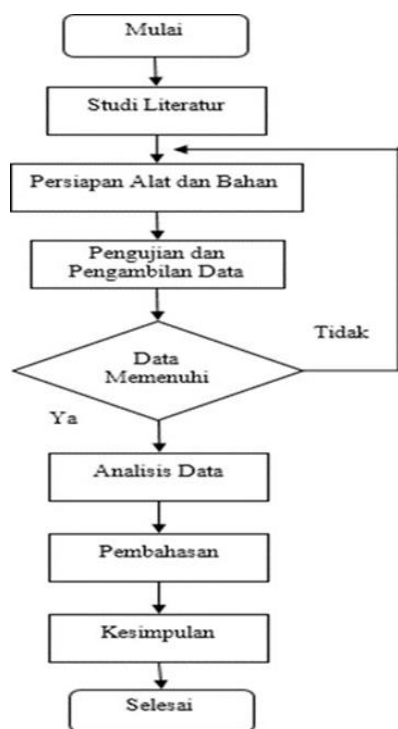 Mulai
Studi Literatur
Persiapan Alat dan Bahan
Pengujian dan
Pengambilan Data
Tidak
Data
Memenuhi
Ya
Analisis Data
Pembahasan
Kesimpulan
Selesai